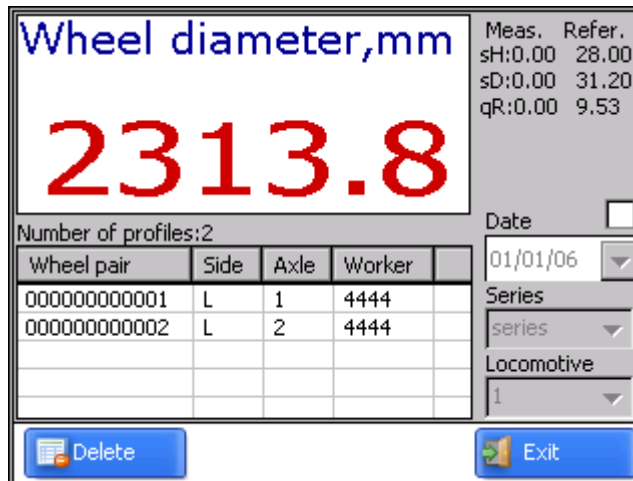 Wheel diameter,mm
2313.8
Meas. Refer.
sH:0.00 28.00
sD:0.00 31.20
qR:0.00 9.53
Number of profiles:2
Wheel pair Side Axle Worker
000000000001 L 1 4444
000000000002 L 2 4444
Date
01/01/06
Series
series
Locomotive
1
Delete
Exit